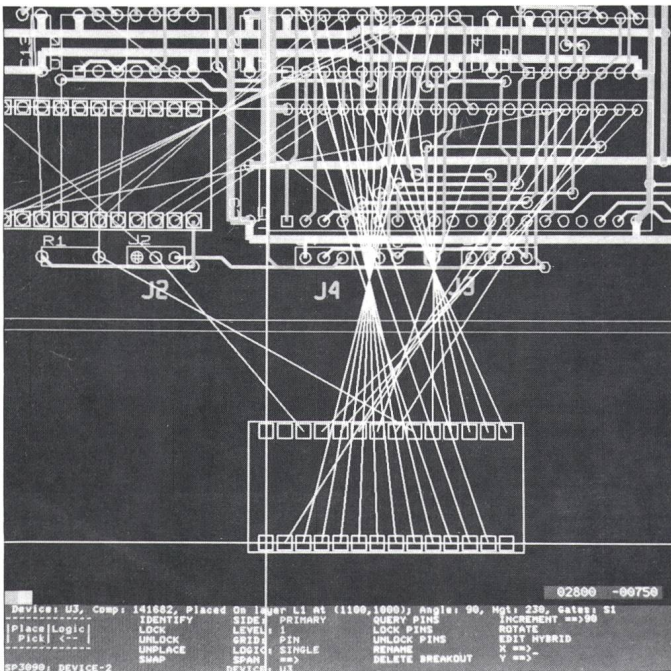 R1
J2
J2
J4
J3
02800 -00750
Device: U3, Comp: 141682, Placed On layer L1 At (1100,1000); Angle: 90, Hgt: 230, Gates: S1
Place|Logic IDENTIFY SIDE: PRIMARY QUERY PINS INCREMENT ==>90
Pick <-- LOCK LEVEL: 1 LOCK PINS ROTATE
UNLOCK GRID: PIN UNLOCK PINS EDIT HYBRID
UNPLACE LOGIC: SINGLE RENAME X ==>
SWAP SPAN ==> DELETE BREAKOUT Y ==>
SP3090: DEVICE-2 DEVICE: U3